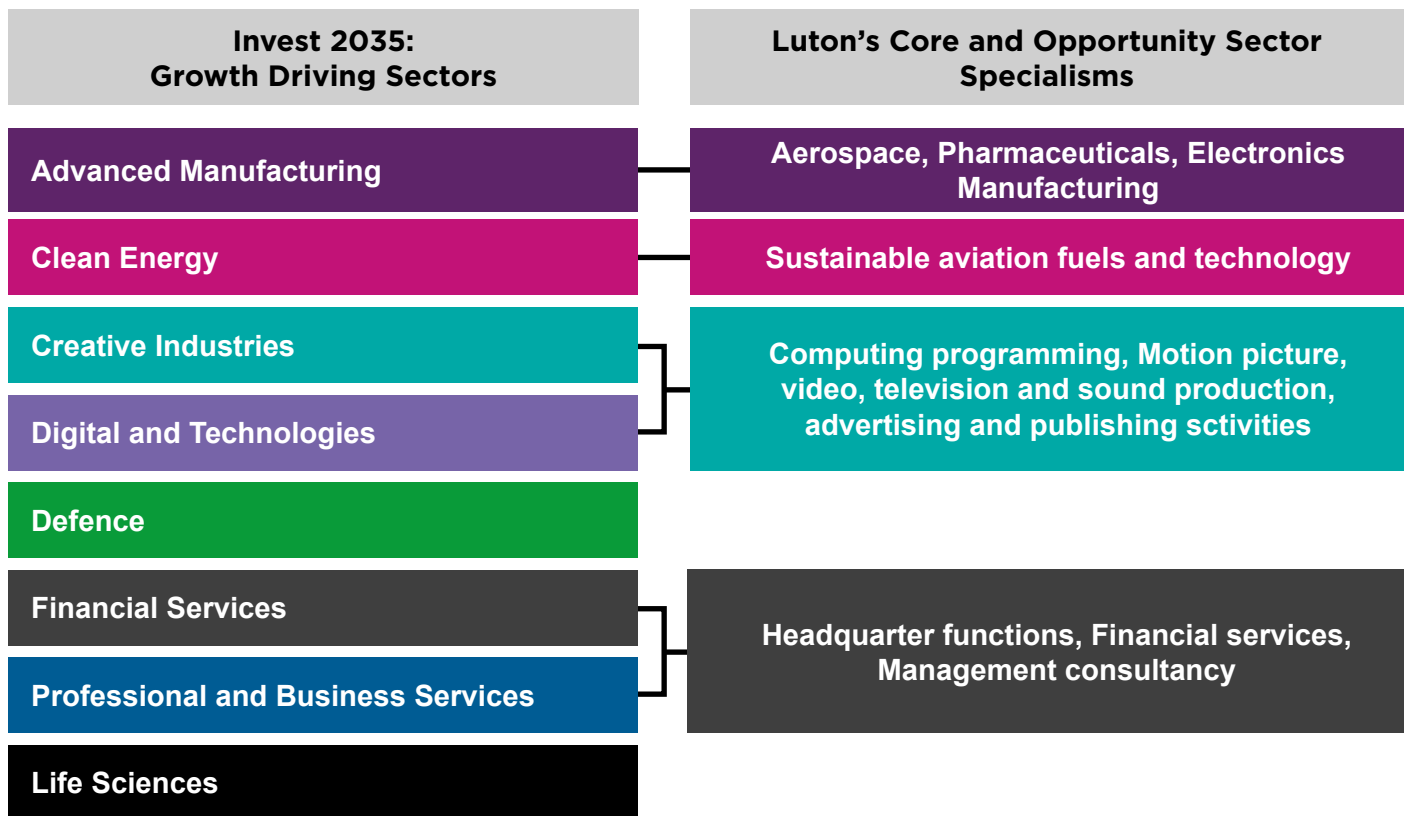 Invest 2035:
Growth Driving Sectors
Luton’s Core and Opportunity Sector
Specialisms
Advanced Manufacturing
Aerospace, Pharmaceuticals, Electronics
Manufacturing
Clean Energy
Sustainable aviation fuels and technology
Creative Industries
Digital and Technologies
Computing programming, Motion picture,
video, television and sound production,
advertising and publishing sctivities
Defence
Financial Services
Professional and Business Services
Headquarter functions, Financial services,
Management consultancy
Life Sciences